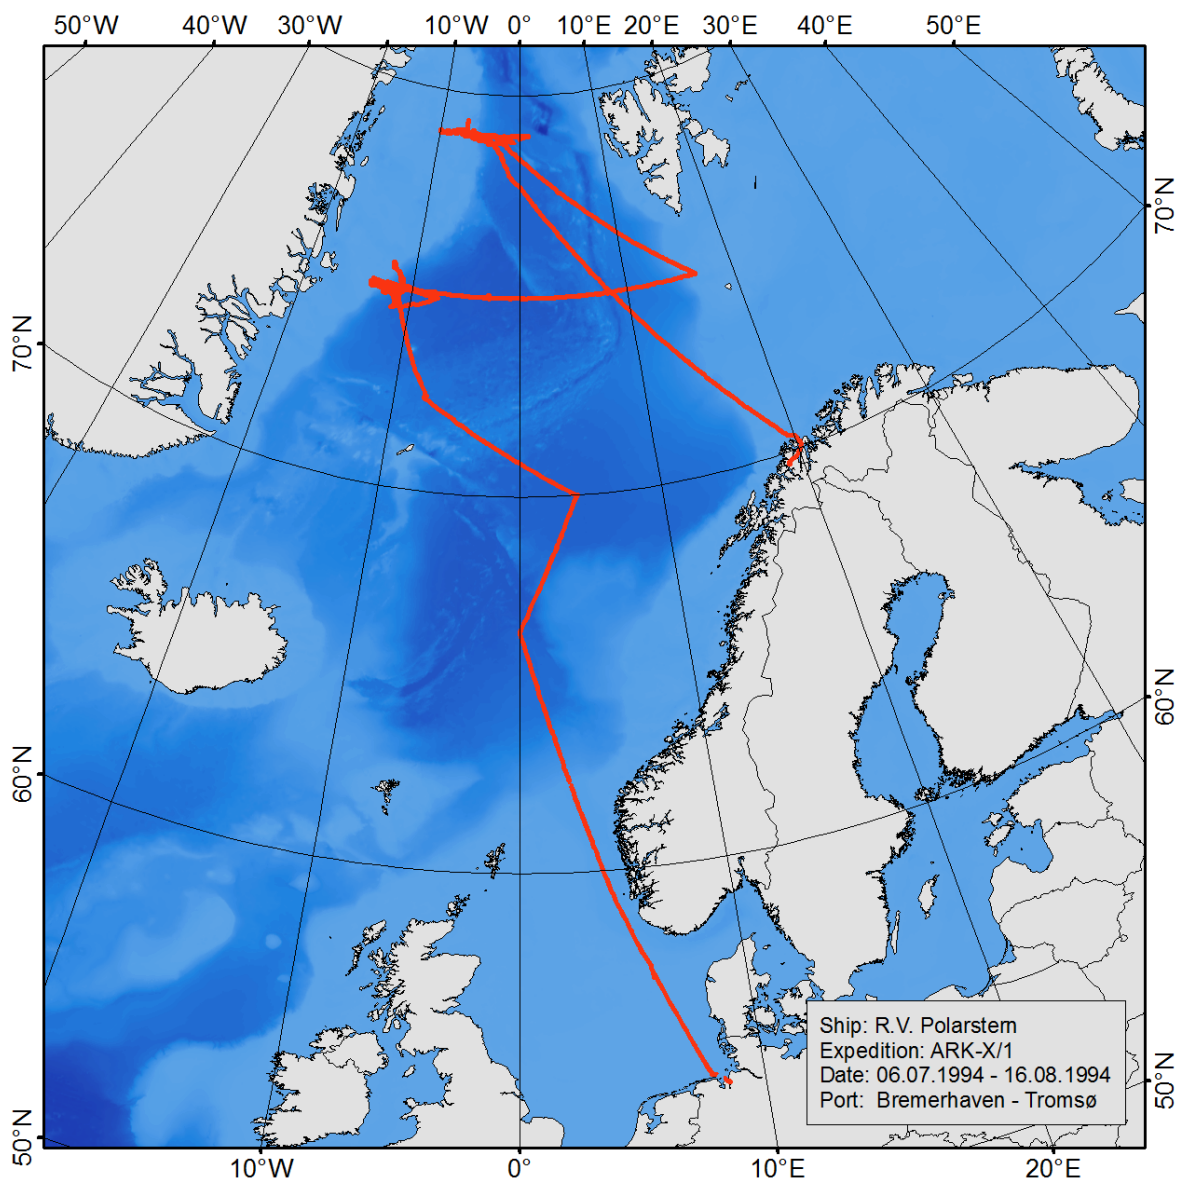 50°W 40°W 30°W 10°W 0° 10°E 20°E 30°E 40°E 50°E
70°N
70°N
60°N
60°N
50°N
50°N
Ship: R.V. Polarstern
Expedition: ARK-X/1
Date: 06.07.1994 - 16.08.1994
Port: Bremerhaven - Tromsø
10°W 0° 10°E 20°E